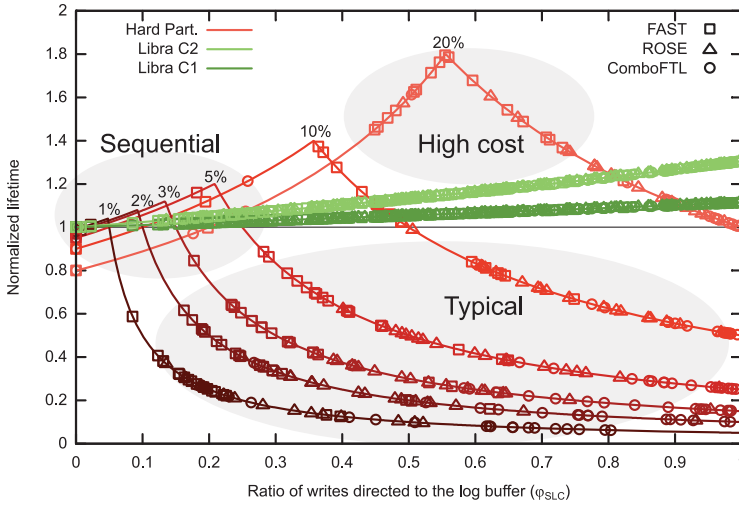 Hard Part.
Libra C2
Libra C1
FAST
ROSE
ComboFTL
20%
Sequential
High cost
10%
1%
2%
3%
5%
Typical
Normalized lifetime
2
1.8
1.6
1.4
1.2
1
0.8
0.6
0.4
0.2
0
0 0.1 0.2 0.3 0.4 0.5 0.6 0.7 0.8 0.9
Ratio of writes directed to the log buffer (φSLC)